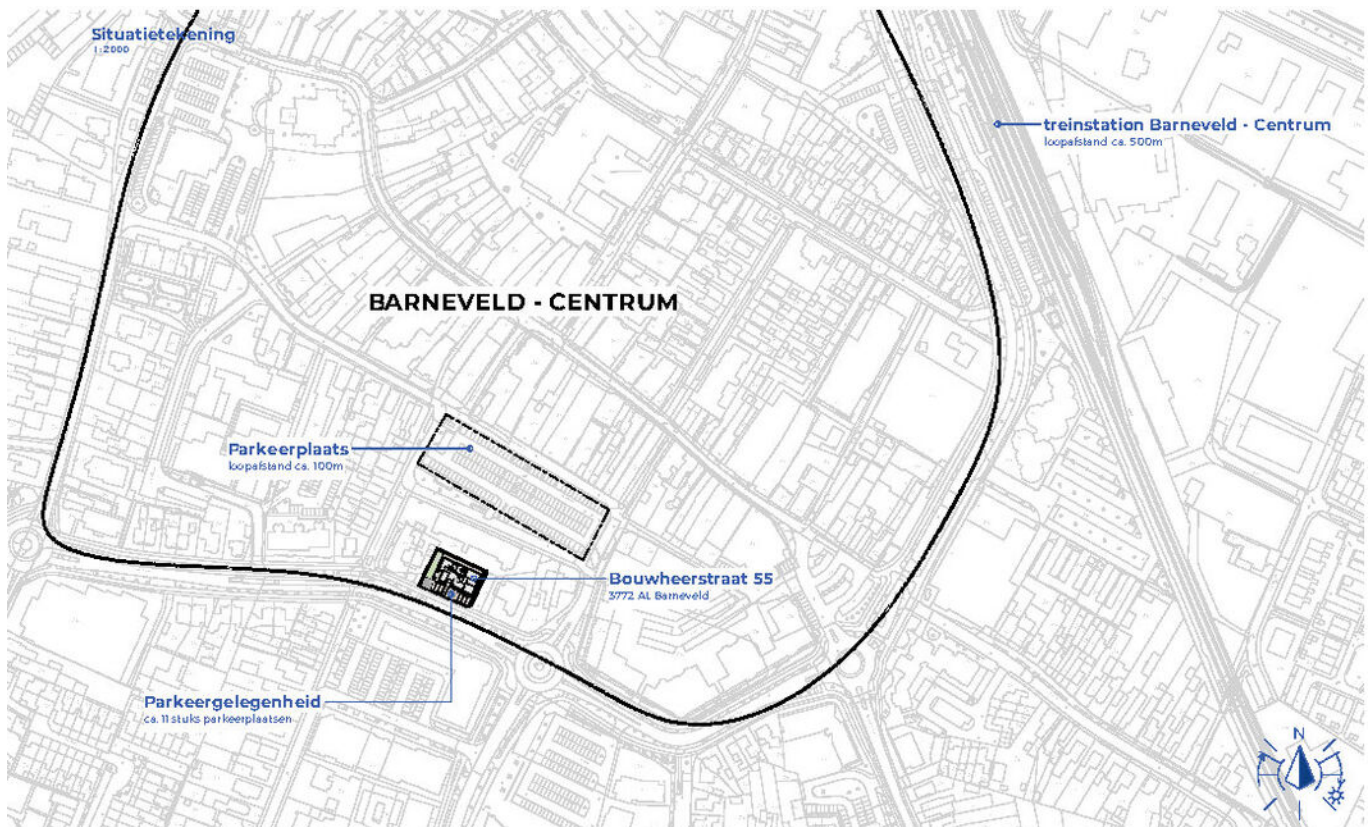 Situatietekening
1:2000
treinstation Barneveld - Centrum
loopafstand ca. 500m
BARNEVELD - CENTRUM
Parkeerplaats
loopafstand ca. 100m
Bouwheerstraat 55
3772 AL Barneveld
Parkeergelegenheid
ca. 11 stuks parkeerplaatsen
N